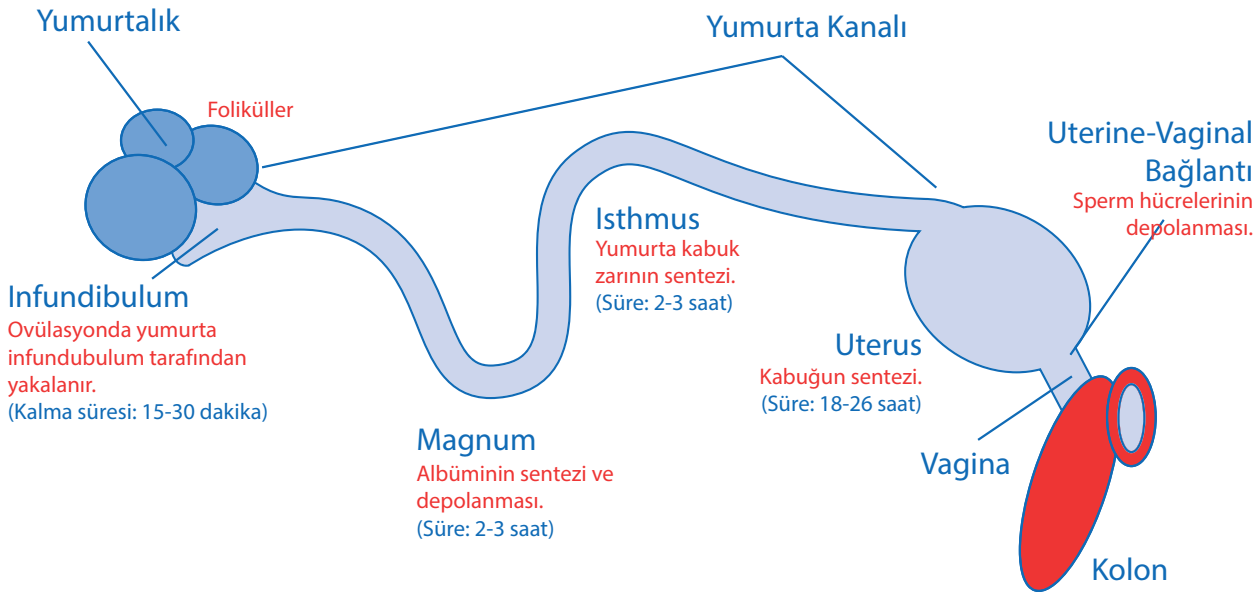 Yumurtalık
Foliküller
Yumurta Kanalı
Uterine-Vaginal
Bağlantı
Sperm hücrelerinin
depolanması.
Isthmus
Yumurta kabuk
zarının sentezi.
(Süre: 2-3 saat)
Infundibulum
Ovülasyonda yumurta
infundubulum tarafından
yakalanır.
(Kalma süresi: 15-30 dakika)
Uterus
Kabuğun sentezi.
(Süre: 18-26 saat)
Magnum
Albüminin sentezi ve
depolanması.
(Süre: 2-3 saat)
Vagina
Kolon